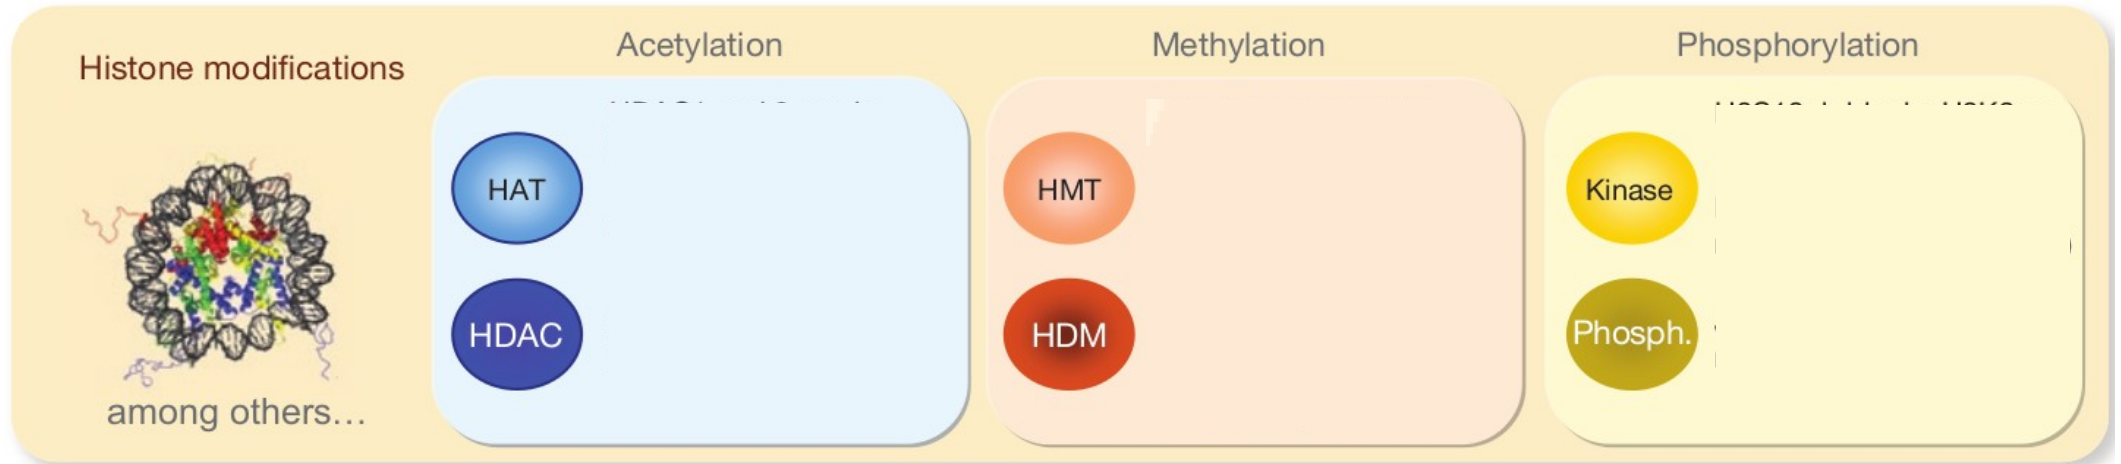 Histone modifications
among others…
Acetylation
HAT
HDAC
Methylation
HMT
HDM
Phosphorylation
Kinase
Phosph.